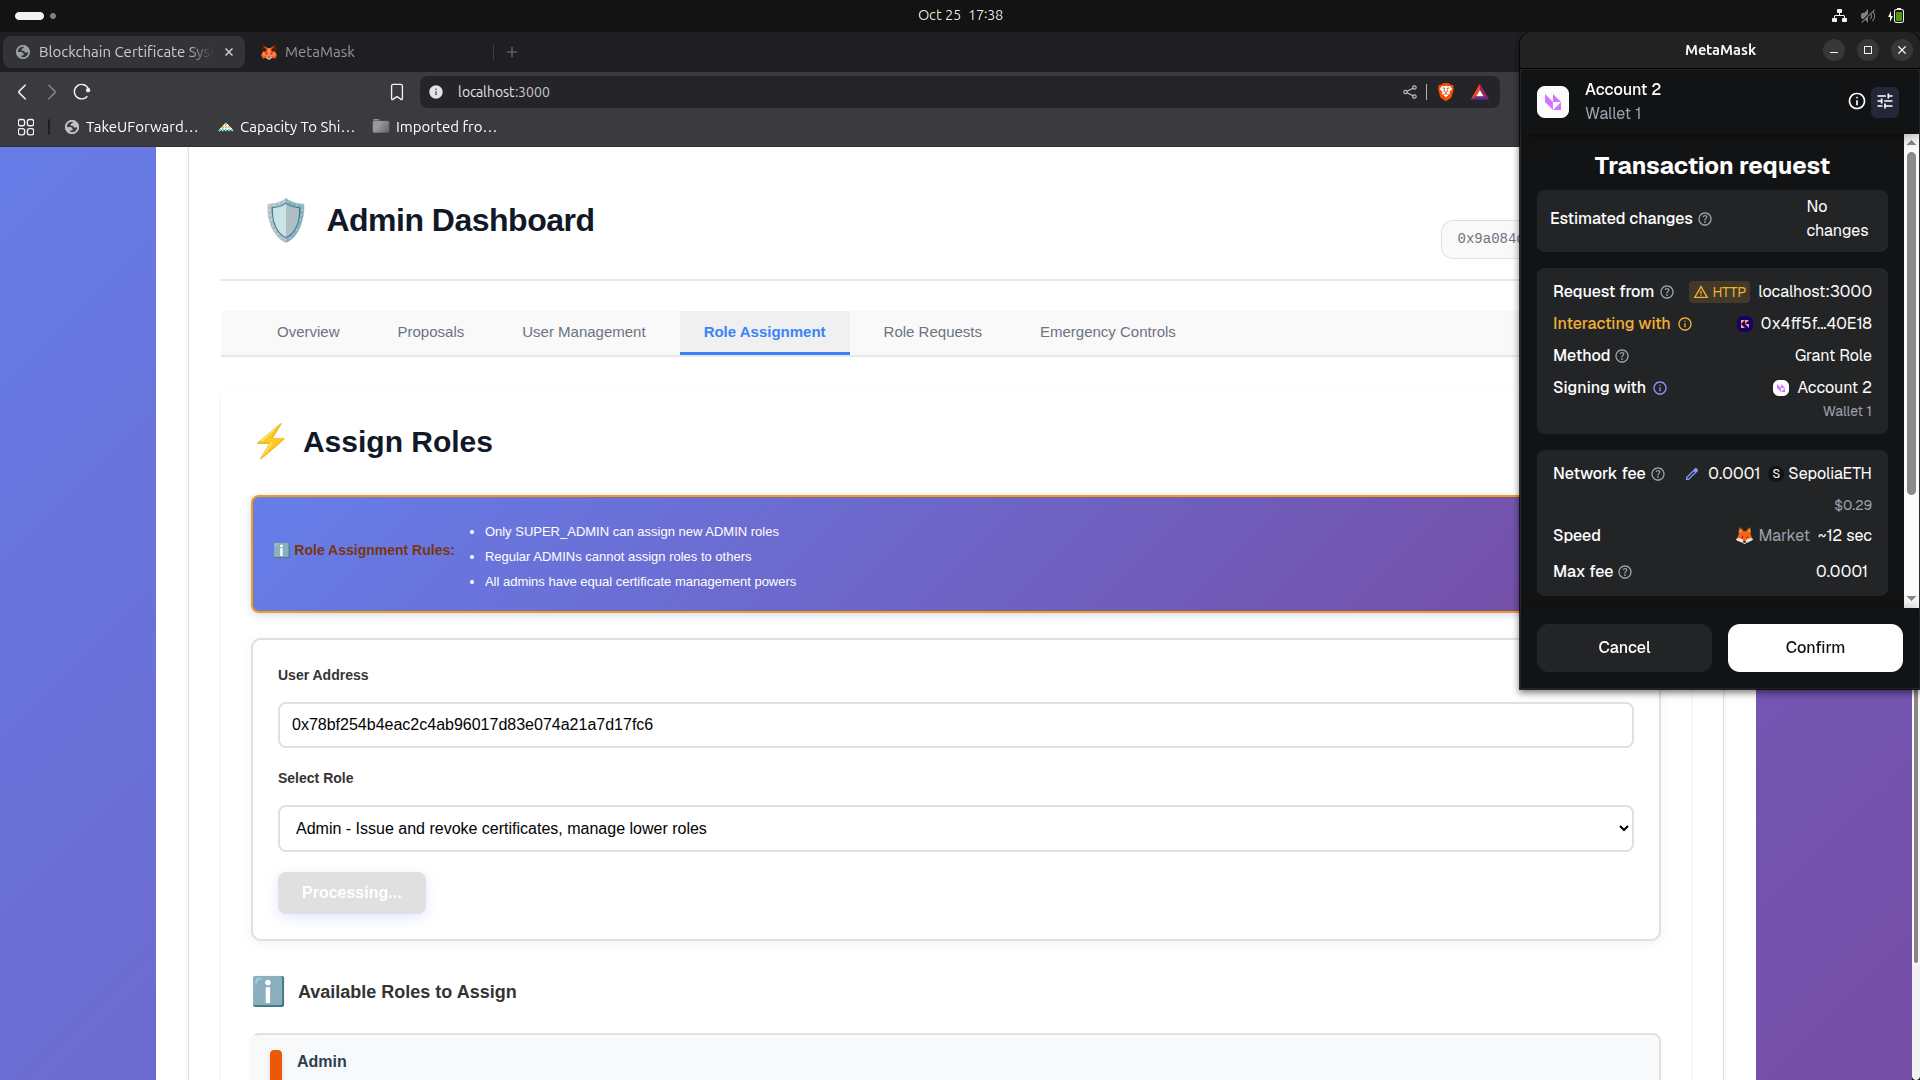 Oct 25 17:38
Blockchain Certificate Sys
MetaMask
localhost:3000
TakeUForward...
Capacity To Shi...
Imported fro...
Admin Dashboard
0x9a084
Overview
Proposals
User Management
Role Assignment
Role Requests
Emergency Controls
Assign Roles
Role Assignment Rules:
Only SUPER_ADMIN can assign new ADMIN roles
Regular ADMINs cannot assign roles to others
All admins have equal certificate management powers
User Address
0x78bf254b4eac2c4ab96017d83e074a21a7d17fc6
Select Role
Admin - Issue and revoke certificates, manage lower roles
Processing...
Available Roles to Assign
Admin
MetaMask
Account 2
Wallet 1
Transaction request
Estimated changes
No
changes
Request from HTTP localhost:3000
Interacting with 0x4ff5f...40E18
Method Grant Role
Signing with Account 2
Wallet 1
Network fee 0.0001 S SepoliaETH
$0.29
Speed Market ~12 sec
Max fee 0.0001
Cancel
Confirm